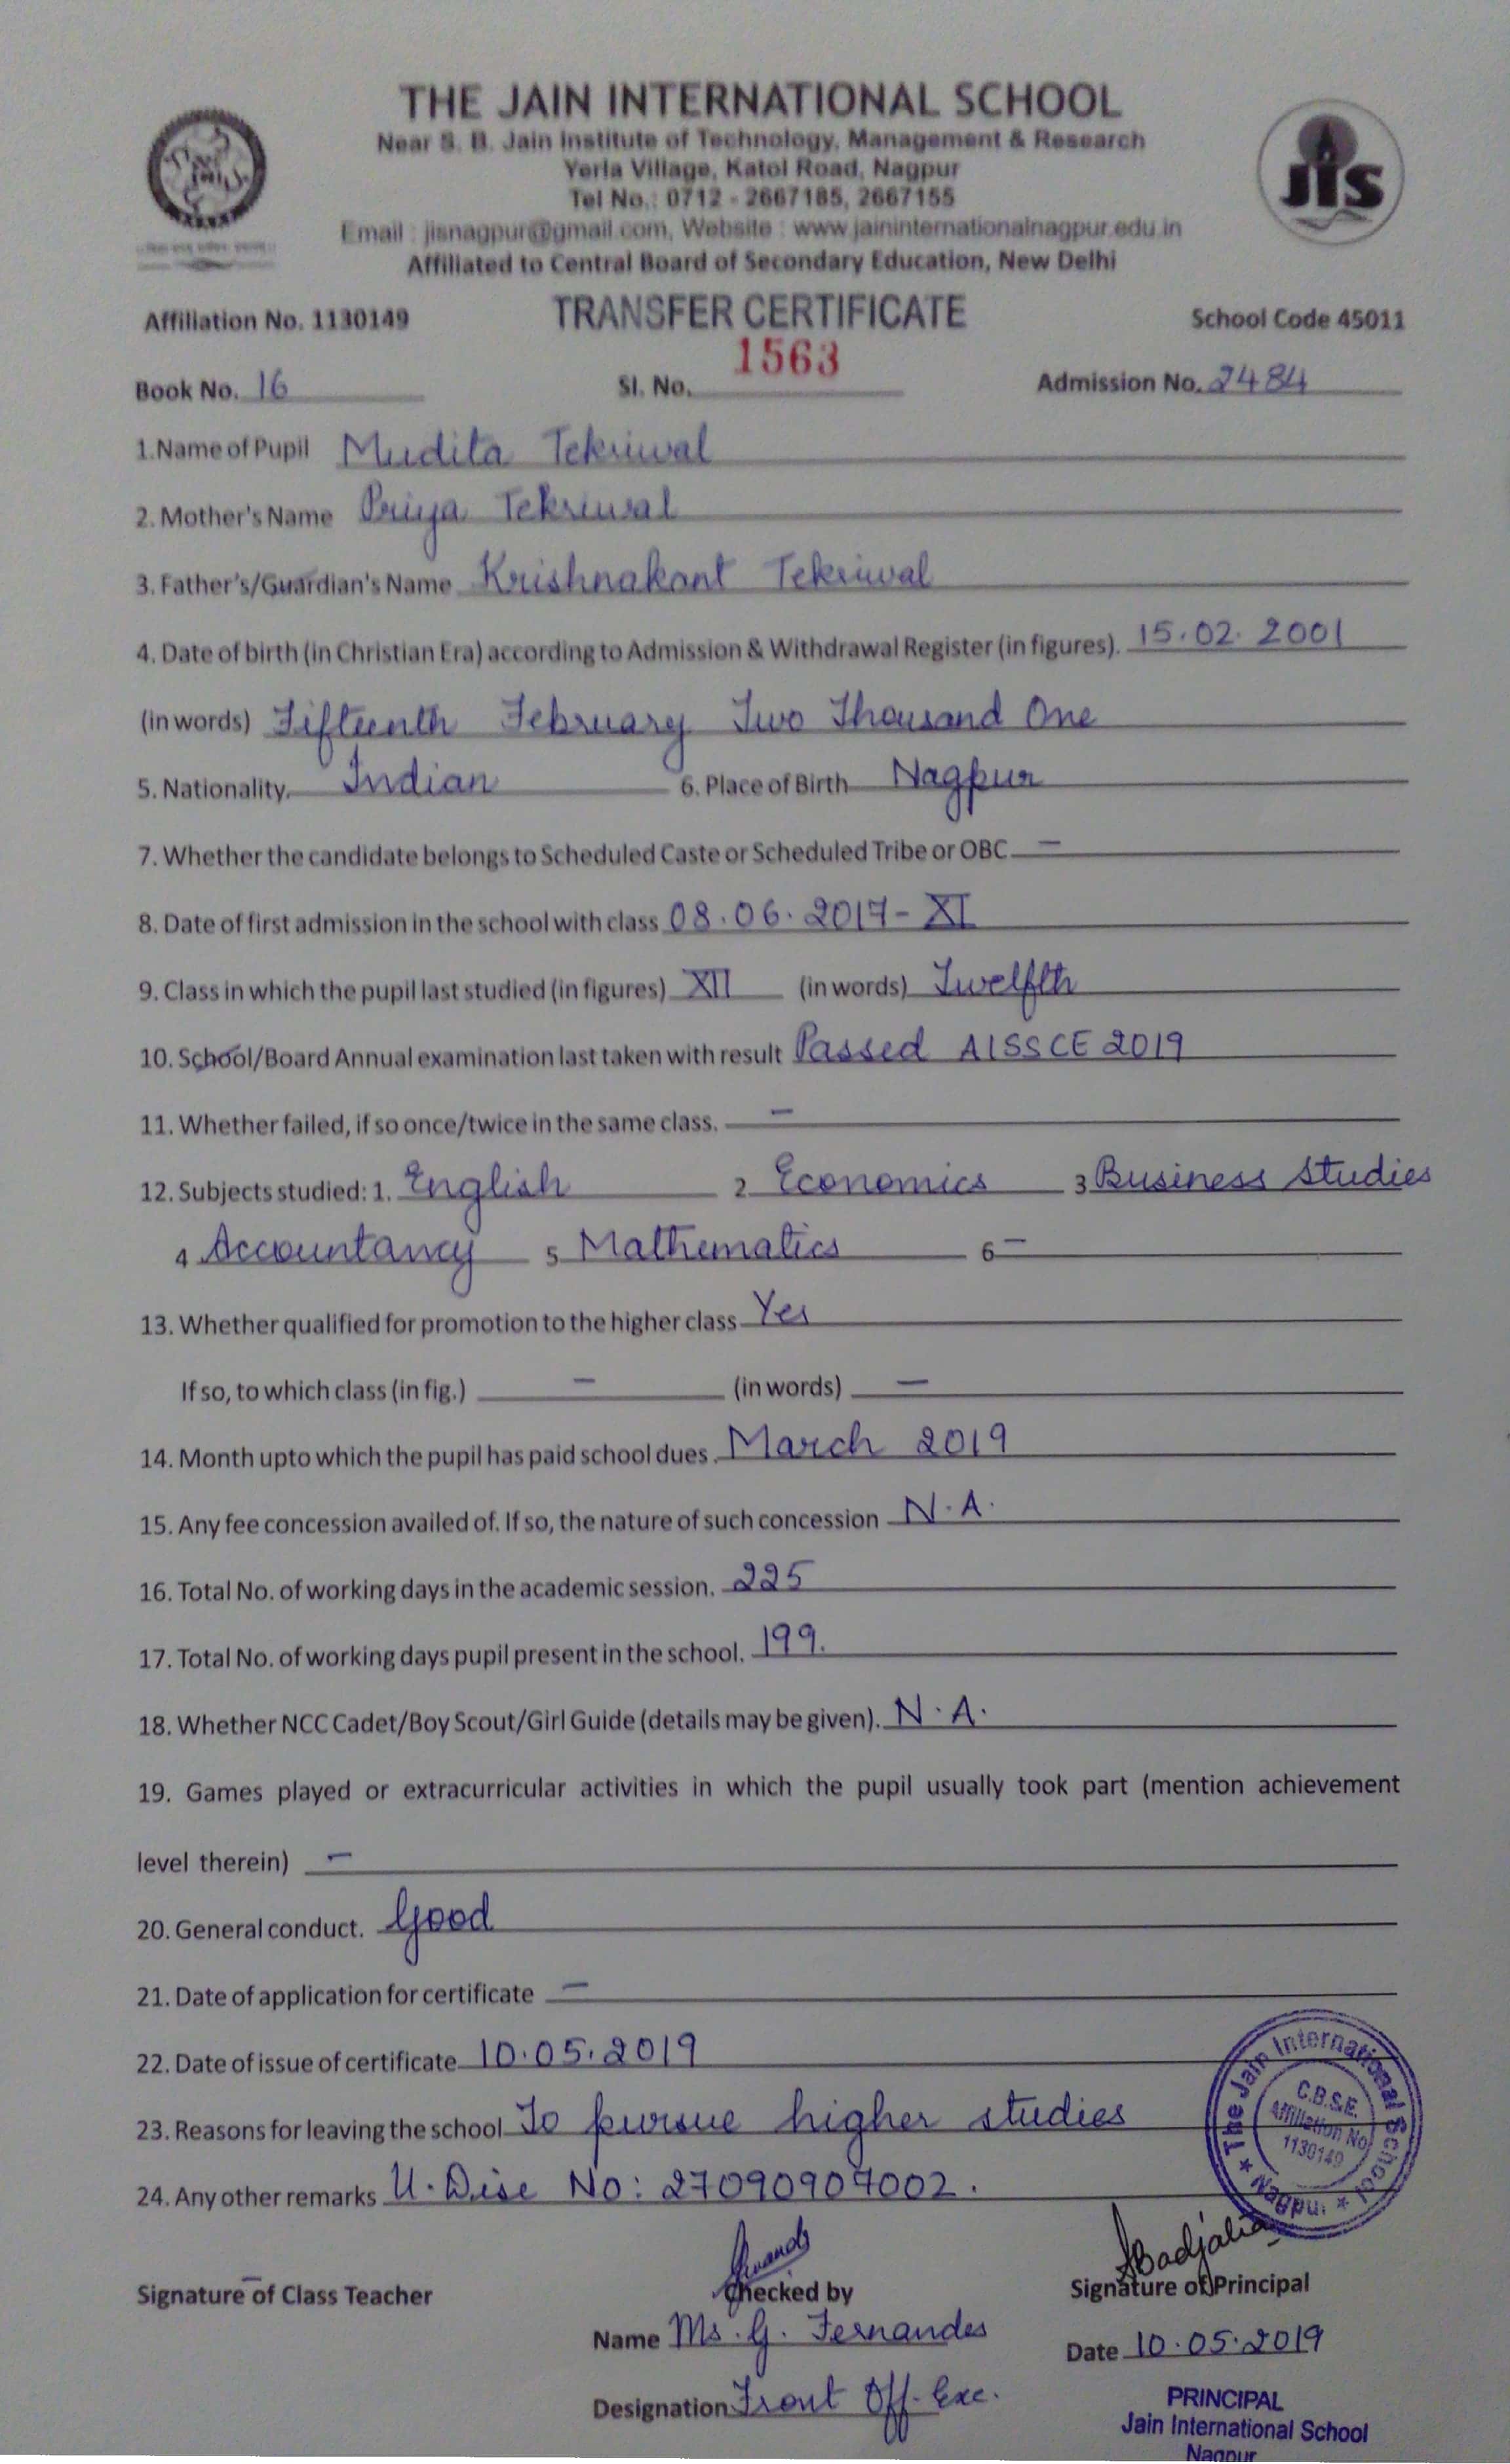 THE JAIN INTERNATIONAL SCHOOL
Near S. B. Jain Institute of Technology, Management & Research
Yerla Village, Katol Road, Nagpur
Tel No.: 0712 - 2667185, 2667155
Email : jisnagpur@gmail.com, Website : www.jaininternationalnagpur.edu.in
Affiliated to Central Board of Secondary Education, New Delhi
JIS
Affiliation No. 1130149 TRANSFER CERTIFICATE School Code 45011
Book No. 16 Sl. No. 1563 Admission No. 2484
1.Name of Pupil Mudita Tekriwal
2. Mother's Name Priya Tekriwal
3. Father's/Guardian's Name Krishnakant Tekriwal
4. Date of birth (in Christian Era) according to Admission & Withdrawal Register (in figures). 15.02.2001
(in words) Fifteenth February Two Thousand One
5. Nationality. Indian 6. Place of Birth Nagpur
7. Whether the candidate belongs to Scheduled Caste or Scheduled Tribe or OBC –
8. Date of first admission in the school with class 08.06.2017 - XI
9. Class in which the pupil last studied (in figures) XII (in words) Twelfth
10. School/Board Annual examination last taken with result Passed AISSCE 2019
11. Whether failed, if so once/twice in the same class. –
12. Subjects studied: 1. English 2. Economics 3 Business Studies
4 Accountancy 5 Mathematics 6 –
13. Whether qualified for promotion to the higher class Yes
If so, to which class (in fig.) – (in words) –
14. Month upto which the pupil has paid school dues. March 2019
15. Any fee concession availed of. If so, the nature of such concession N.A.
16. Total No. of working days in the academic session. 225
17. Total No. of working days pupil present in the school. 199.
18. Whether NCC Cadet/Boy Scout/Girl Guide (details may be given). N.A.
19. Games played or extracurricular activities in which the pupil usually took part (mention achievement
level therein) –
20. General conduct. Good
21. Date of application for certificate –
22. Date of issue of certificate 10.05.2019
23. Reasons for leaving the school To pursue higher studies
24. Any other remarks U.Dise No: 27090907002.
The Jain International School
Nagpur
C.B.S.E.
Affiliation No
1130149
Signature of Class Teacher – Checked by Signature of Principal
Name Ms. G. Fernandes Date 10.05.2019
Designation Front Off. Exe.
PRINCIPAL
Jain International School
Nagpur